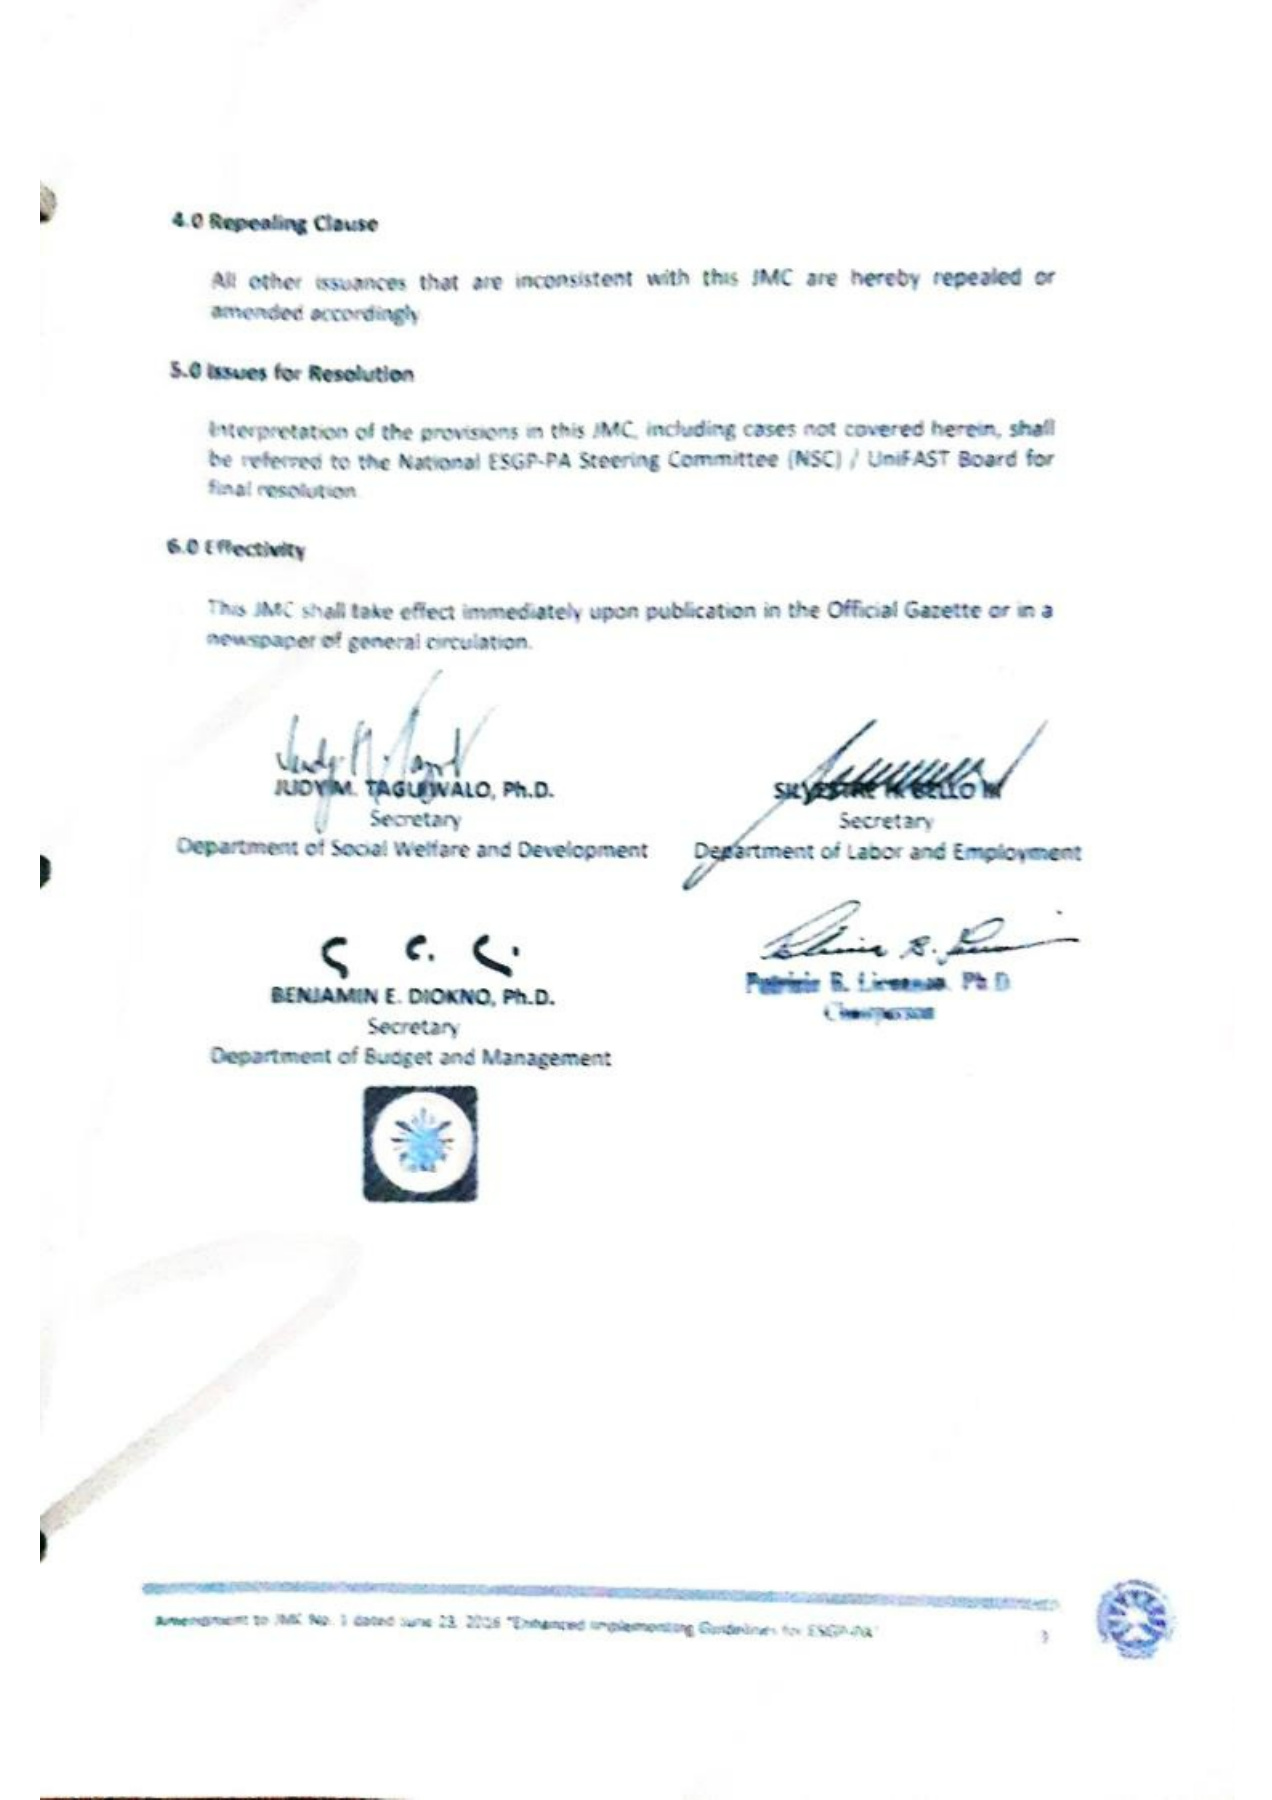 4.0 Repealing Clause
All other issuances that are inconsistent with this JMC are hereby repealed or
amended accordingly
5.0 Issues for Resolution
Interpretation of the provisions in this JMC, including cases not covered herein, shall
be referred to the National ESGP-PA Steering Committee (NSC) / UniFAST Board for
final resolution.
6.0 Effectivity
This JMC shall take effect immediately upon publication in the Official Gazette or in a
newspaper of general circulation.
JUDY M. TAGUIWALO, Ph.D.
Secretary
Department of Social Welfare and Development
SILVESTRE H. BELLO III
Secretary
Department of Labor and Employment
BENJAMIN E. DIOKNO, Ph.D.
Secretary
Department of Budget and Management
Patricia B. Licuanan, Ph.D
Chairperson
Amendment to JMC No. 1 dated June 23, 2016 "Enhanced Implementing Guidelines for ESGP-PA"
3